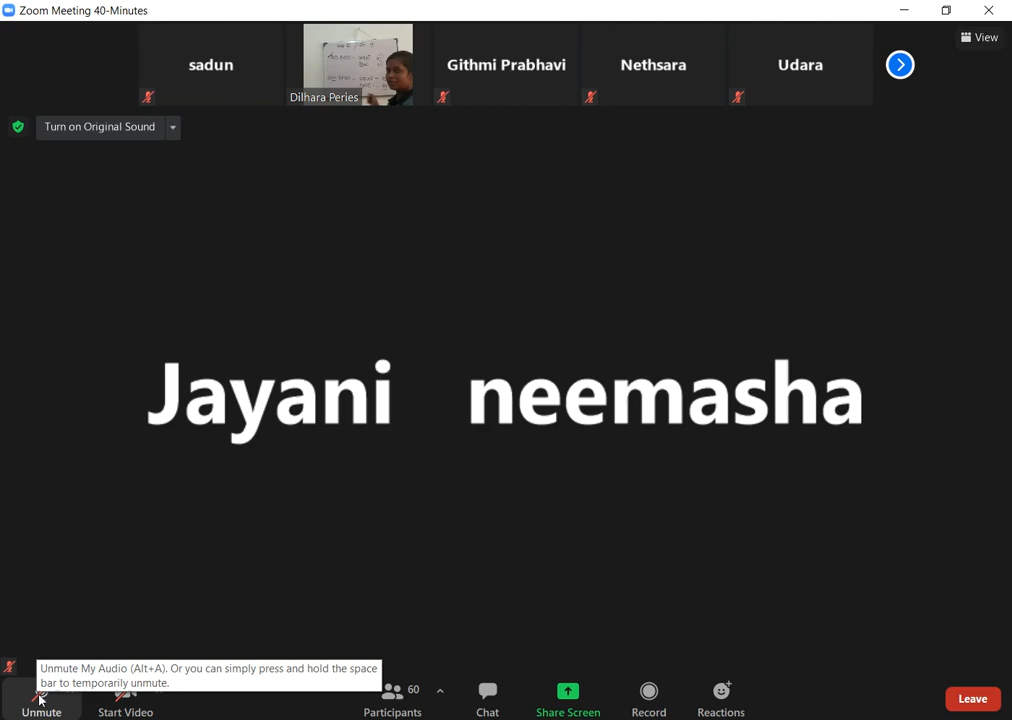 Zoom Meeting 40-Minutes
View
sadun
Dilhara Peries
Githmi Prabhavi
Nethsara
Udara
Turn on Original Sound
Jayani neemasha
Unmute My Audio (Alt+A). Or you can simply press and hold the space
bar to temporarily unmute.
Unmute
Start Video
60
Participants
Chat
Share Screen
Record
Reactions
Leave